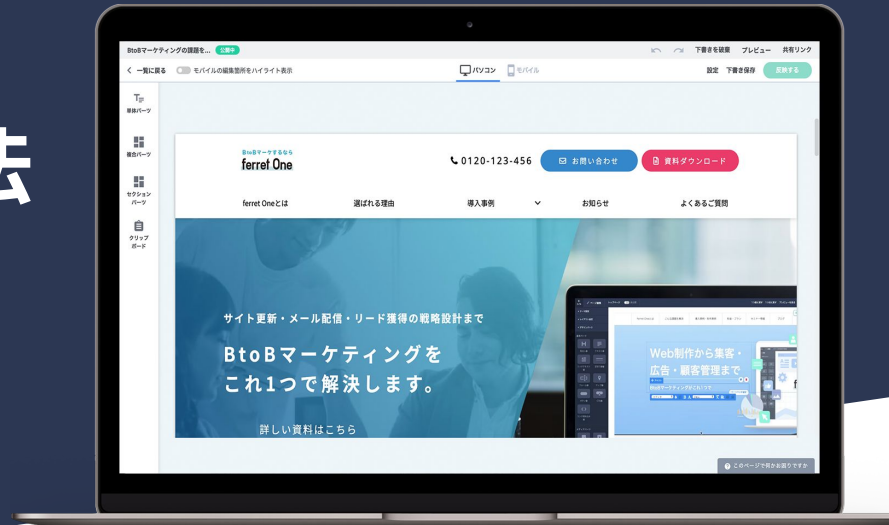 法
BtoBマーケティングの課題を... 公開中
下書きを破棄 プレビュー 共有リンク
一覧に戻る モバイルの編集箇所をハイライト表示
パソコン モバイル
設定 下書き保存 反映する
単体パーツ
複合パーツ
セクション
パーツ
クリップ
ボード
BtoBマーケするなら
ferret One
0120-123-456 お問い合わせ 資料ダウンロード
ferret Oneとは 選ばれる理由 導入事例 お知らせ よくあるご質問
サイト更新・メール配信・リード獲得の戦略設計まで
BtoBマーケティングを
これ1つで解決します。
詳しい資料はこちら
Web制作から集客・
広告・顧客管理まで
このページで何かお困りですか